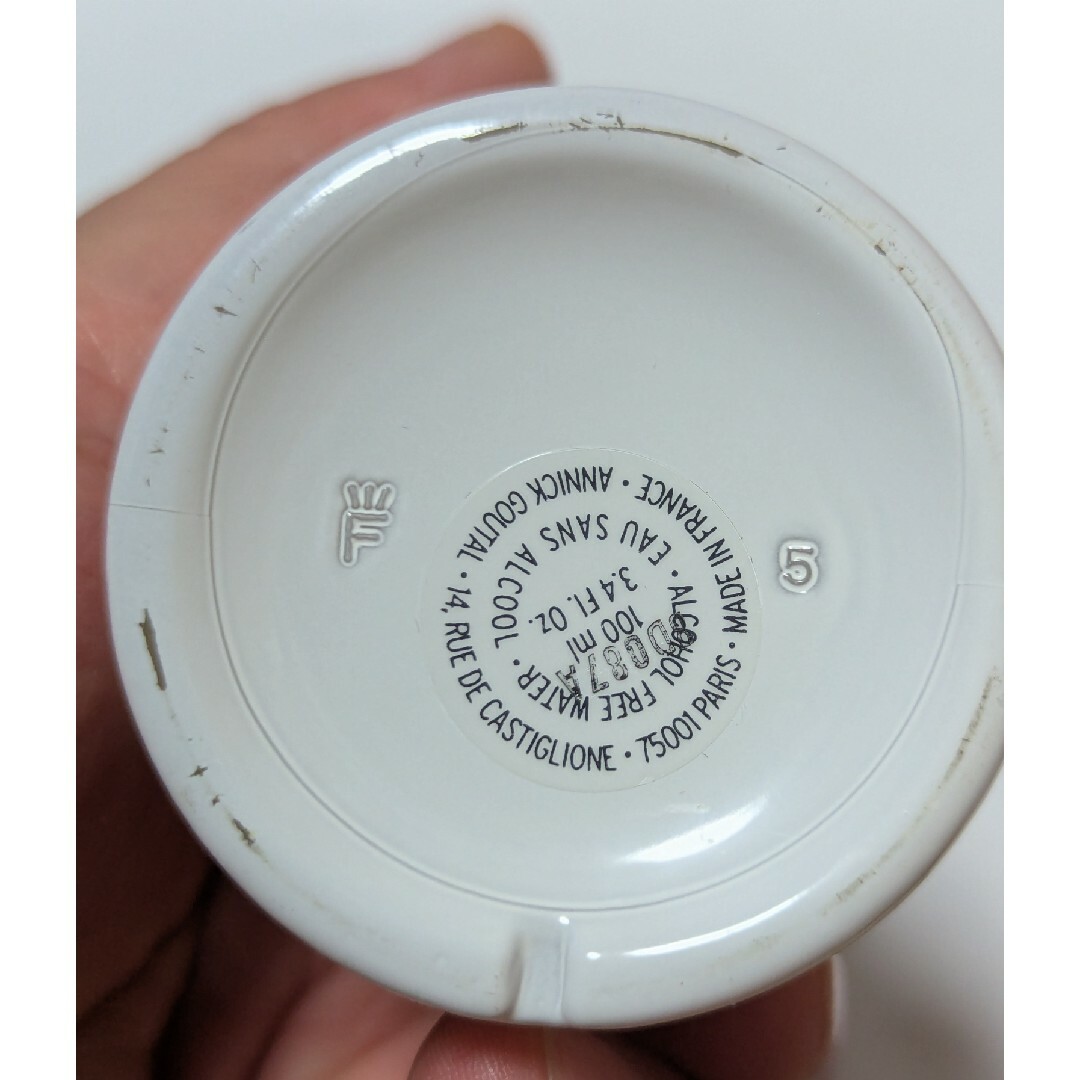 ANNICK GOUTAL • 14, RUE DE CASTIGLIONE • 75001 PARIS • MADE IN FRANCE •
EAU SANS ALCOOL • ALCOHOL FREE WATER •
100 ml
3.4 Fl. Oz.
F
5